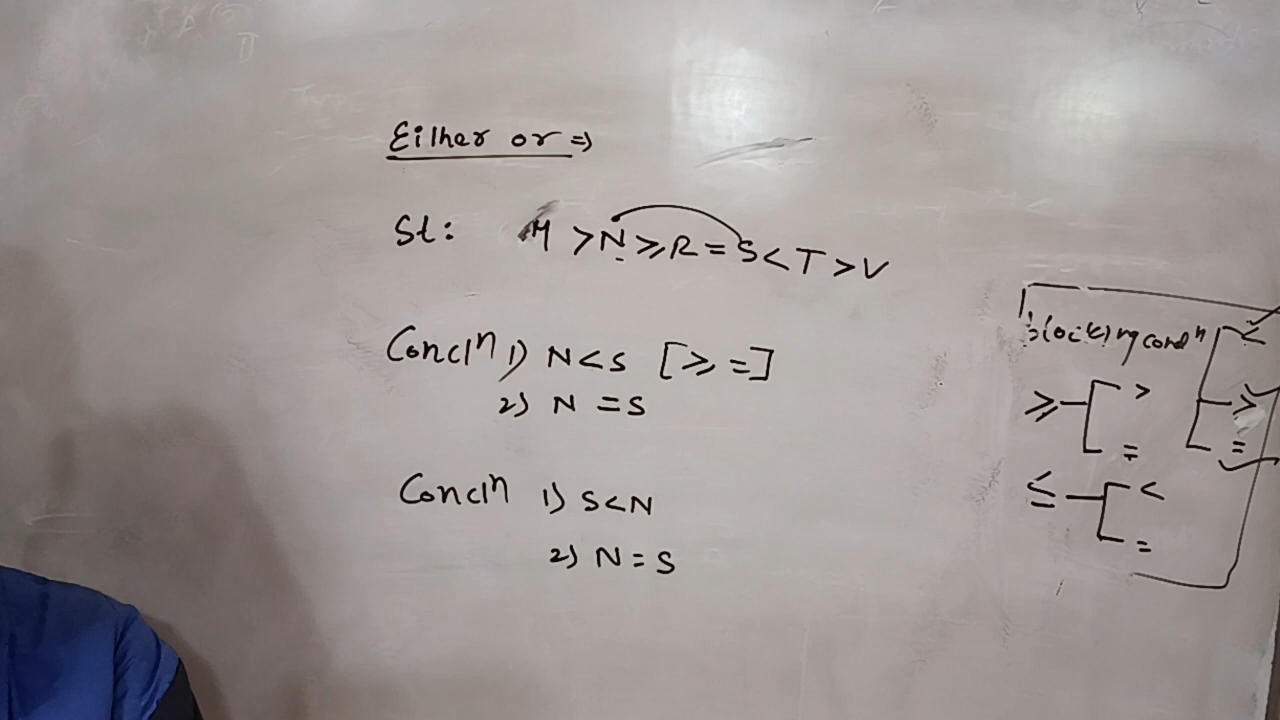 Either or ⇒
St: M > N ≥ R = S < T > V
Concln 1) N < S [≥ =]
2) N = S
Concln 1) S < N
2) N = S
blocking condn <
≥ > >
= =
≤ <
=